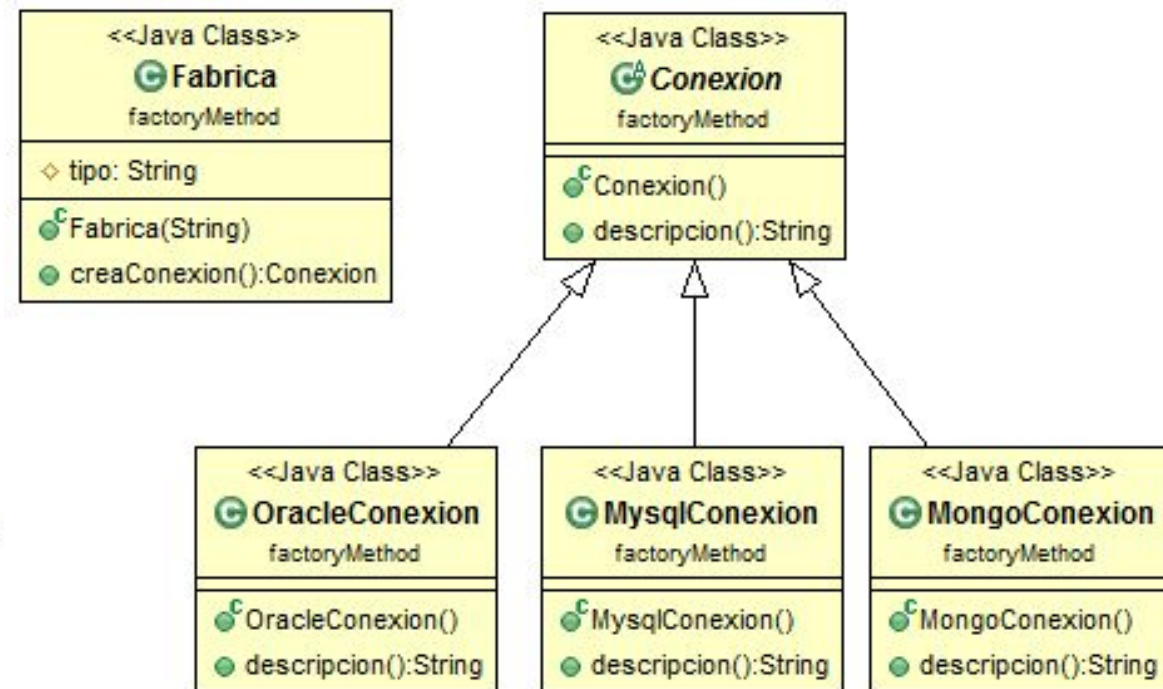 <<Java Class>>
Fabrica
factoryMethod
tipo: String
Fabrica(String)
creaConexion():Conexion
<<Java Class>>
Conexion
factoryMethod
Conexion()
descripcion():String
<<Java Class>>
OracleConexion
factoryMethod
OracleConexion()
descripcion():String
<<Java Class>>
MysqlConexion
factoryMethod
MysqlConexion()
descripcion():String
<<Java Class>>
MongoConexion
factoryMethod
MongoConexion()
descripcion():String